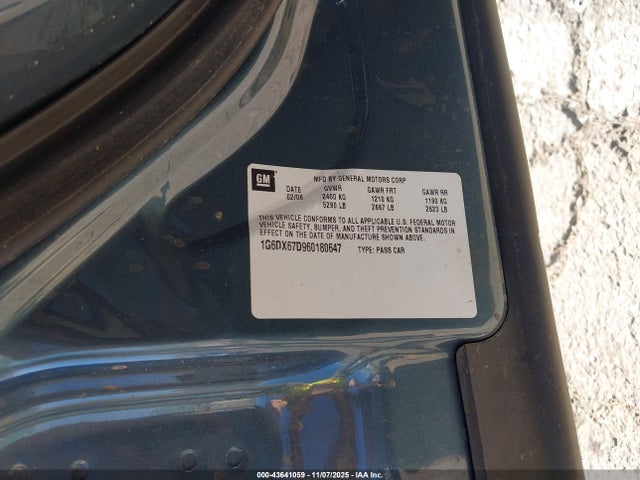 GM
MFD BY GENERAL MOTORS CORP
DATE GVWR GAWR FRT GAWR RR
02/06 2400 KG 1210 KG 1190 KG
5290 LB 2667 LB 2623 LB
THIS VEHICLE CONFORMS TO ALL APPLICABLE U.S. FEDERAL MOTOR
VEHICLE SAFETY, BUMPER, AND THEFT PREVENTION STANDARDS IN
EFFECT ON THE DATE OF MANUFACTURE SHOWN ABOVE.
1G6DX67D960180647 TYPE: PASS CAR
000-43641059 - 11/07/2025 - IAAI.com